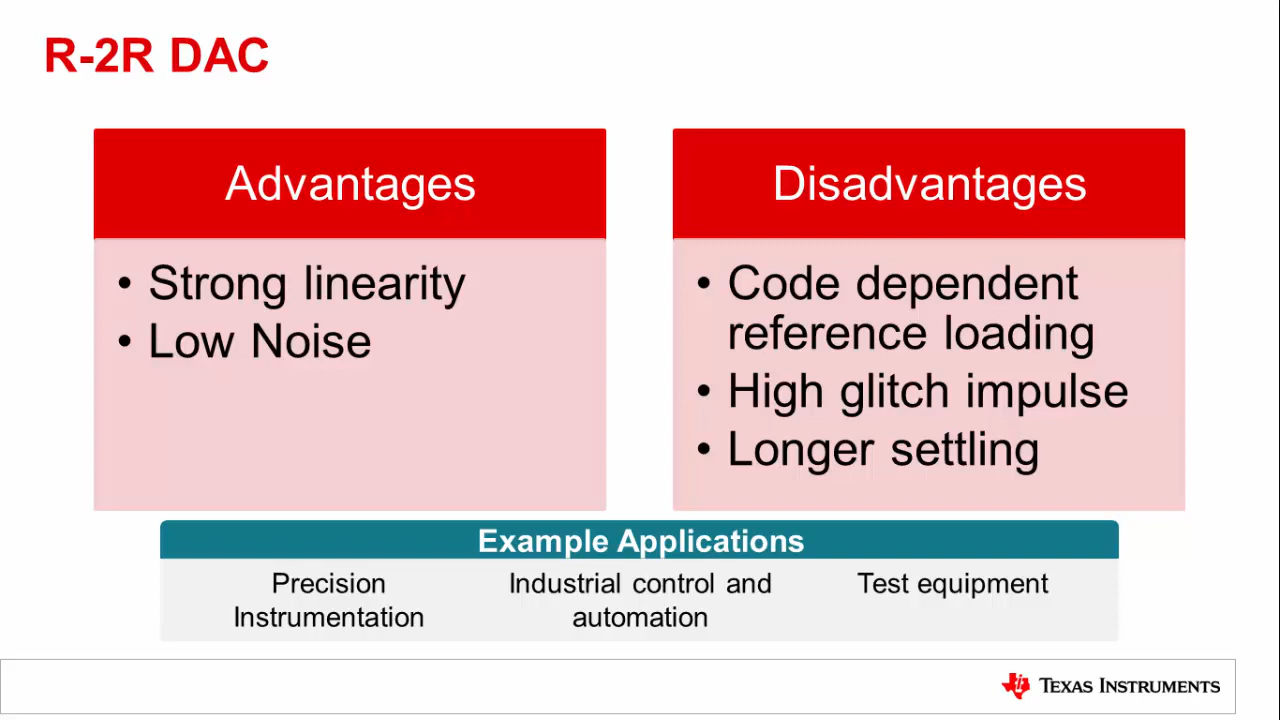 R-2R DAC
Advantages
• Strong linearity
• Low Noise
Disadvantages
• Code dependent
reference loading
• High glitch impulse
• Longer settling
Example Applications
Precision
Instrumentation
Industrial control and
automation
Test equipment
TEXAS INSTRUMENTS